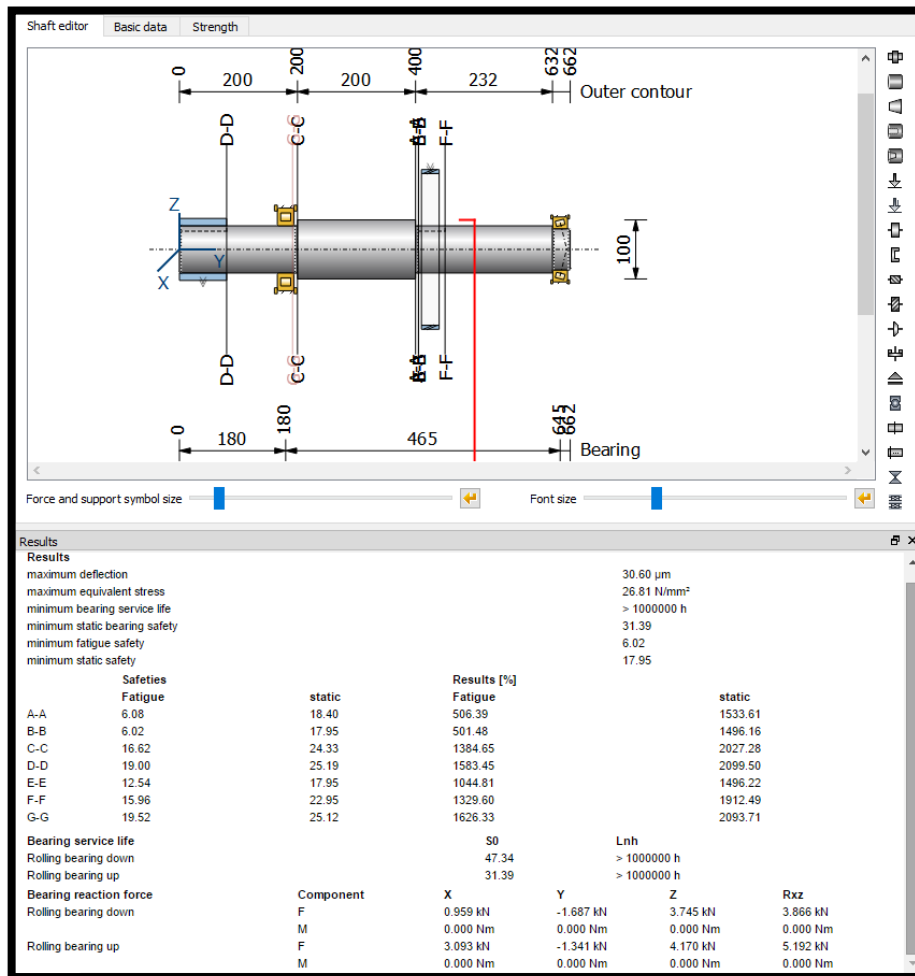 Shaft editor Basic data Strength
0 200 400 632 662
200 200 232 Outer contour
D-D G-G C-C F-F
Z
Y
X
100
D-D G-G C-C F-F
0 180 645 662
180 465 Bearing
Force and support symbol size Font size
Results
Results
maximum deflection 30.60 µm
maximum equivalent stress 26.81 N/mm²
minimum bearing service life > 1000000 h
minimum static bearing safety 31.39
minimum fatigue safety 6.02
minimum static safety 17.95
Safeties Results [%]
Fatigue static Fatigue static
A-A 6.08 18.40 506.39 1533.61
B-B 6.02 17.95 501.48 1496.16
C-C 16.62 24.33 1384.65 2027.28
D-D 19.00 25.19 1583.45 2099.50
E-E 12.54 17.95 1044.81 1496.22
F-F 15.96 22.95 1329.60 1912.49
G-G 19.52 25.12 1626.33 2093.71
Bearing service life S0 Lnh
Rolling bearing down 47.34 > 1000000 h
Rolling bearing up 31.39 > 1000000 h
Bearing reaction force Component X Y Z Rxz
Rolling bearing down F 0.959 kN -1.687 kN 3.745 kN 3.866 kN
M 0.000 Nm 0.000 Nm 0.000 Nm 0.000 Nm
Rolling bearing up F 3.093 kN -1.341 kN 4.170 kN 5.192 kN
M 0.000 Nm 0.000 Nm 0.000 Nm 0.000 Nm